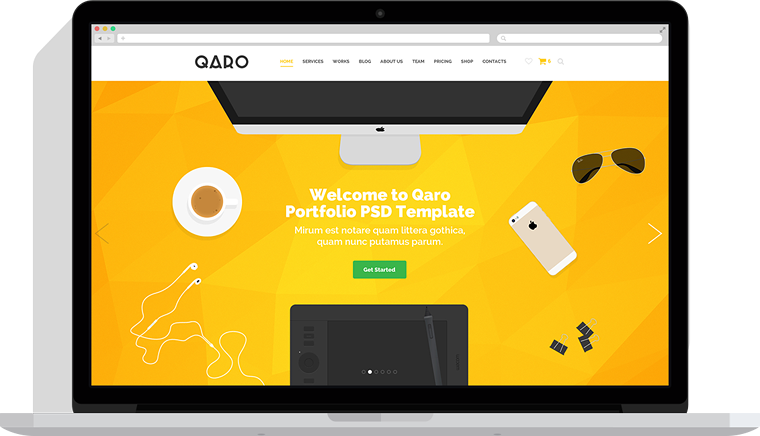 QARO
HOME SERVICES WORKS BLOG ABOUT US TEAM PRICING SHOP CONTACTS 6
Welcome to Qaro
Portfolio PSD Template
Mirum est notare quam littera gothica,
quam nunc putamus parum.
Get Started